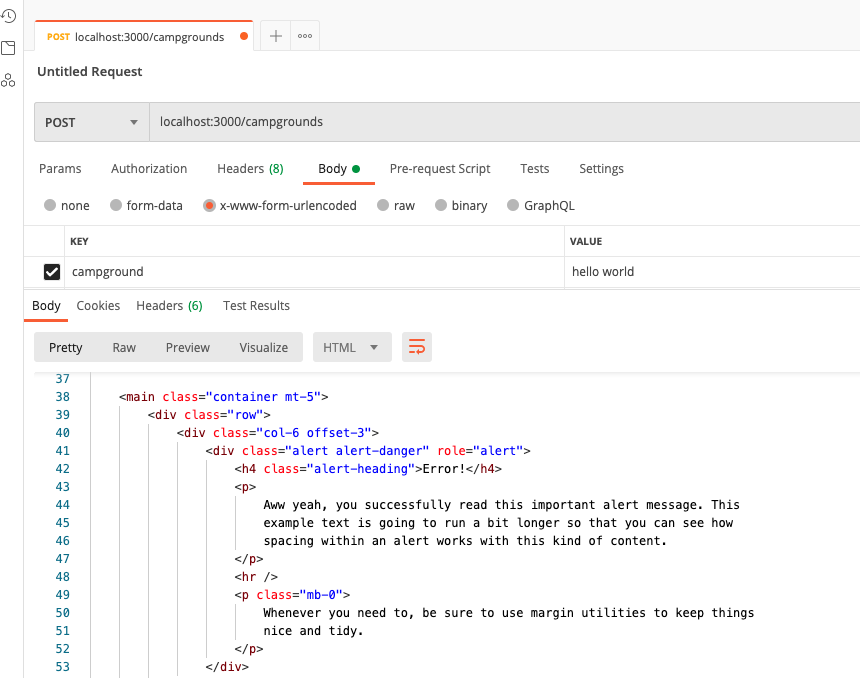 POST localhost:3000/campgrounds
Untitled Request
POST localhost:3000/campgrounds
Params Authorization Headers (8) Body Pre-request Script Tests Settings
none form-data x-www-form-urlencoded raw binary GraphQL
KEY VALUE
campground hello world
Body Cookies Headers (6) Test Results
Pretty Raw Preview Visualize HTML
37
38 <main class="container mt-5">
39 <div class="row">
40 <div class="col-6 offset-3">
41 <div class="alert alert-danger" role="alert">
42 <h4 class="alert-heading">Error!</h4>
43 <p>
44 Aww yeah, you successfully read this important alert message. This
45 example text is going to run a bit longer so that you can see how
46 spacing within an alert works with this kind of content.
47 </p>
48 <hr />
49 <p class="mb-0">
50 Whenever you need to, be sure to use margin utilities to keep things
51 nice and tidy.
52 </p>
53 </div>